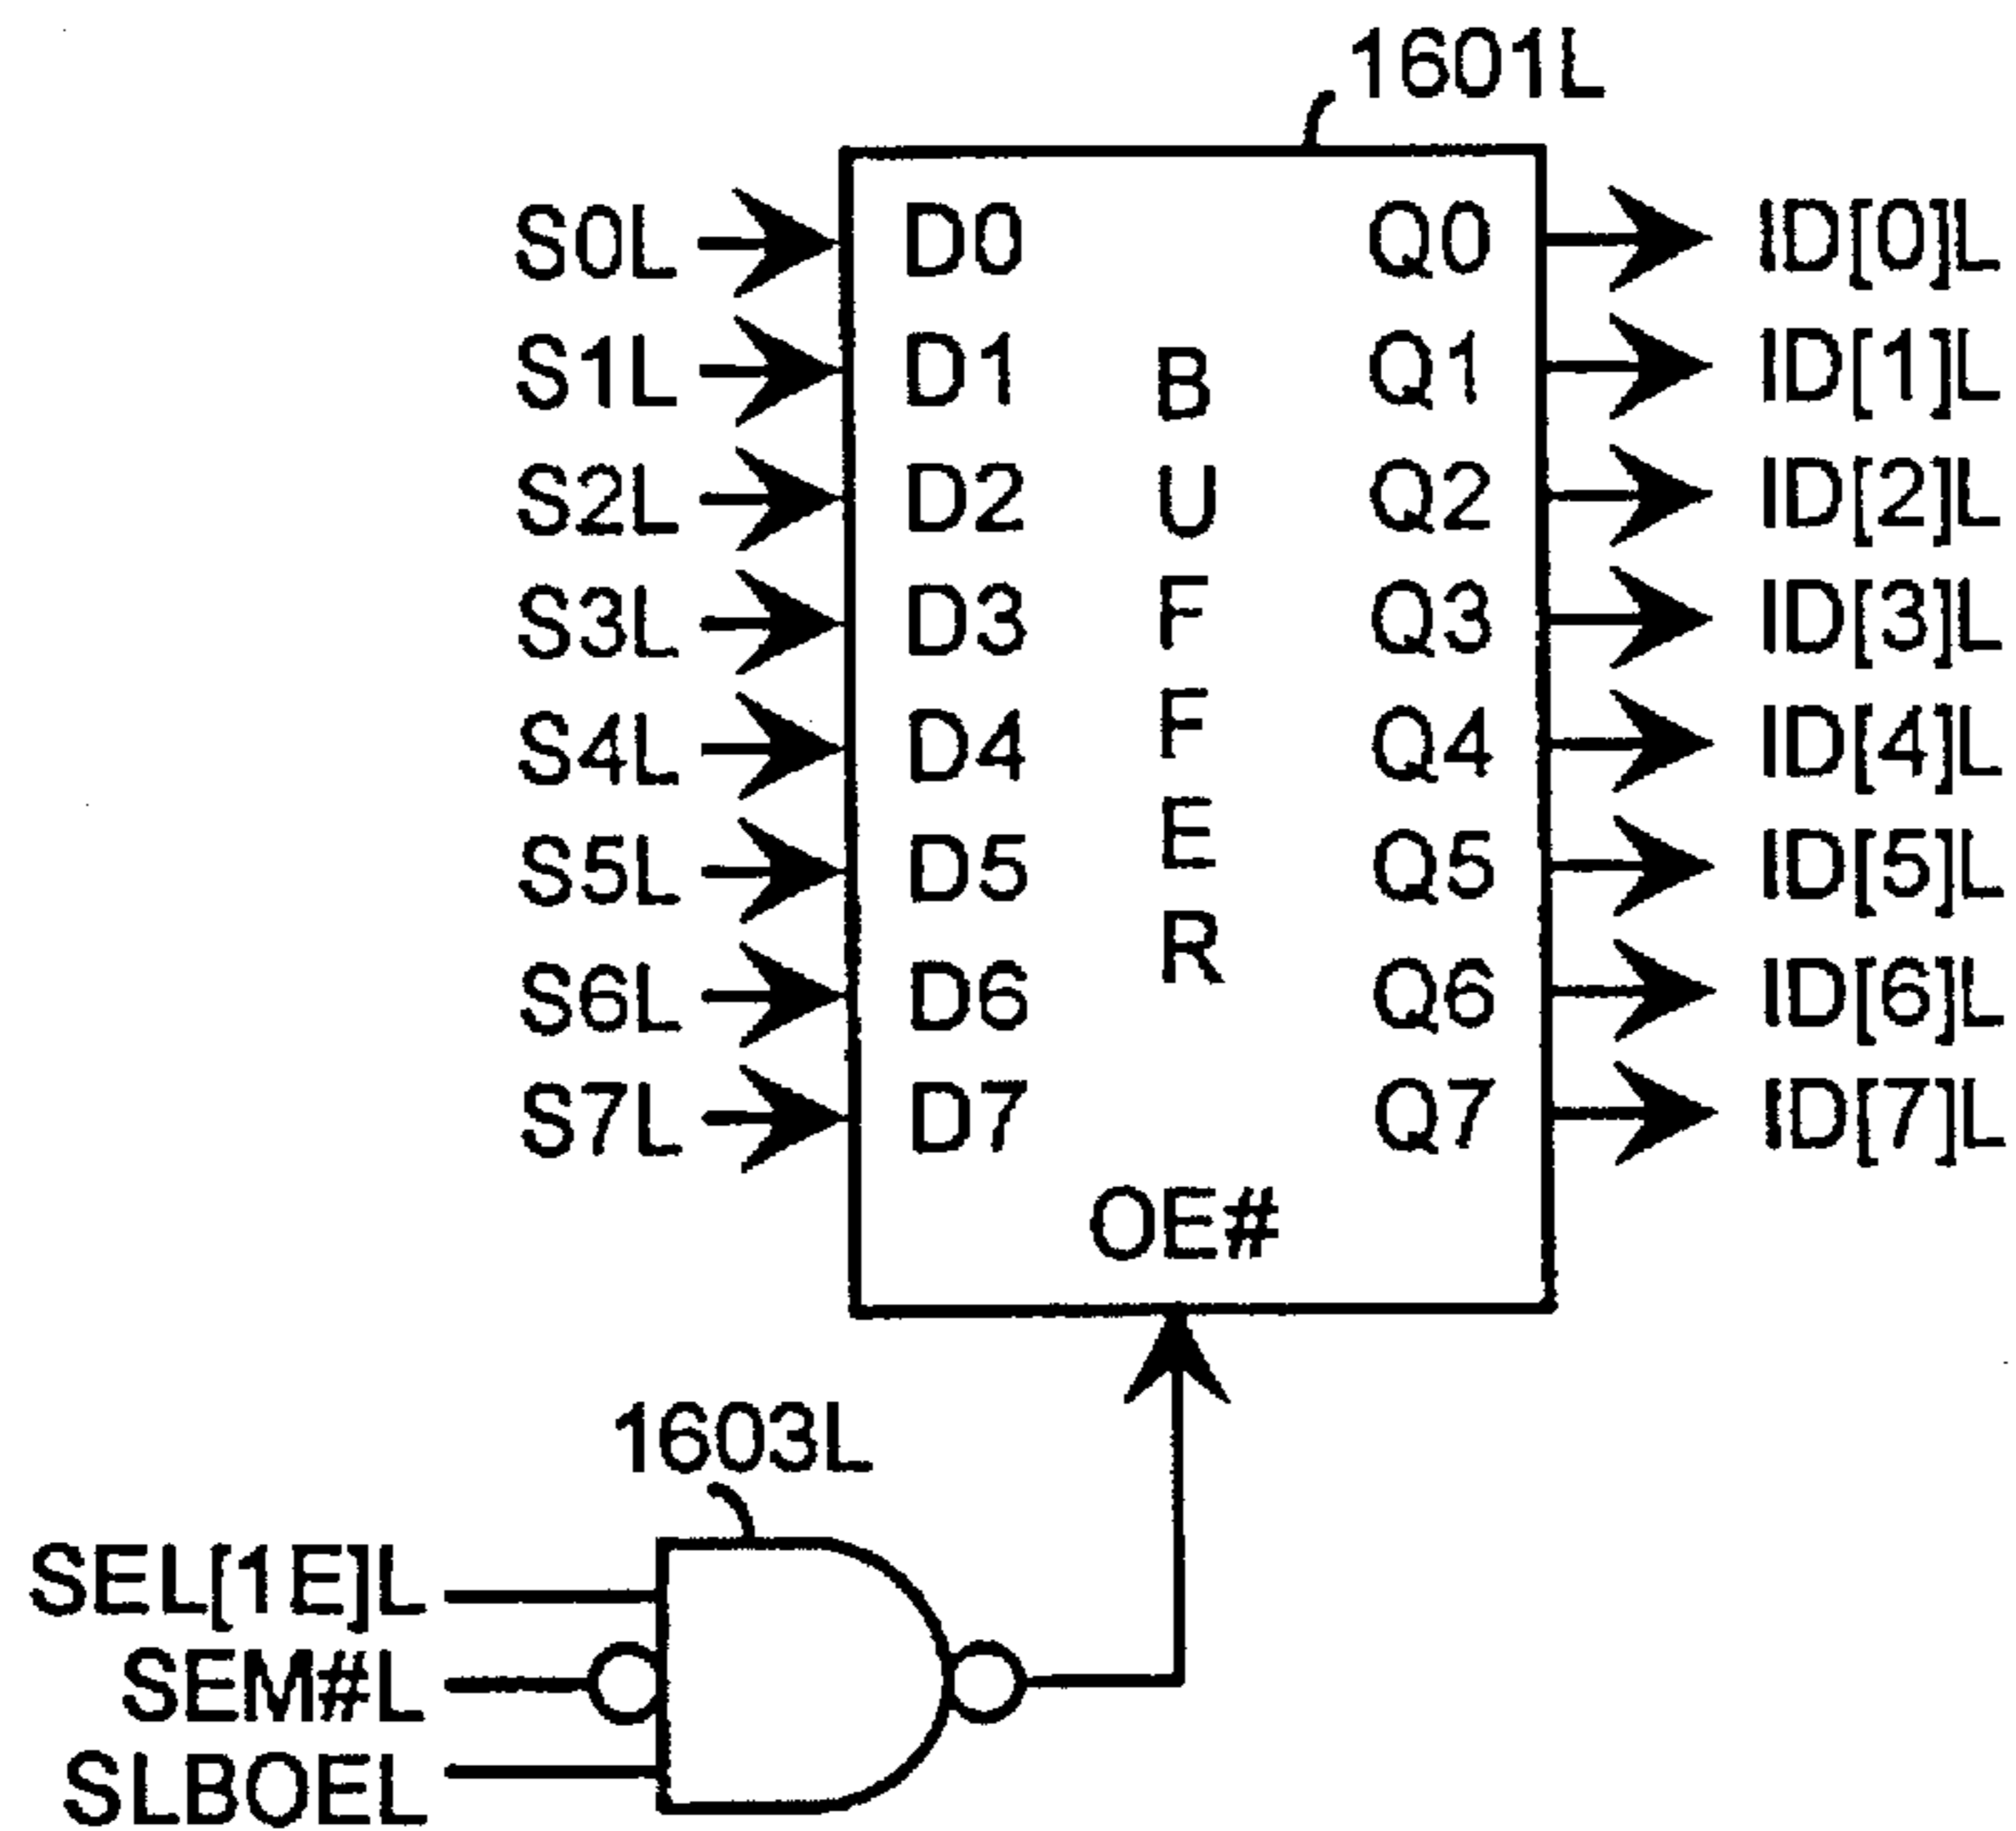 1601L
S0L D0 Q0 ID[0]L
S1L D1 Q1 ID[1]L
S2L D2 Q2 ID[2]L
S3L D3 Q3 ID[3]L
S4L D4 Q4 ID[4]L
S5L D5 Q5 ID[5]L
S6L D6 Q6 ID[6]L
S7L D7 Q7 ID[7]L
BUFFER
OE#
1603L
SEL[1E]L
SEM#L
SLBOEL